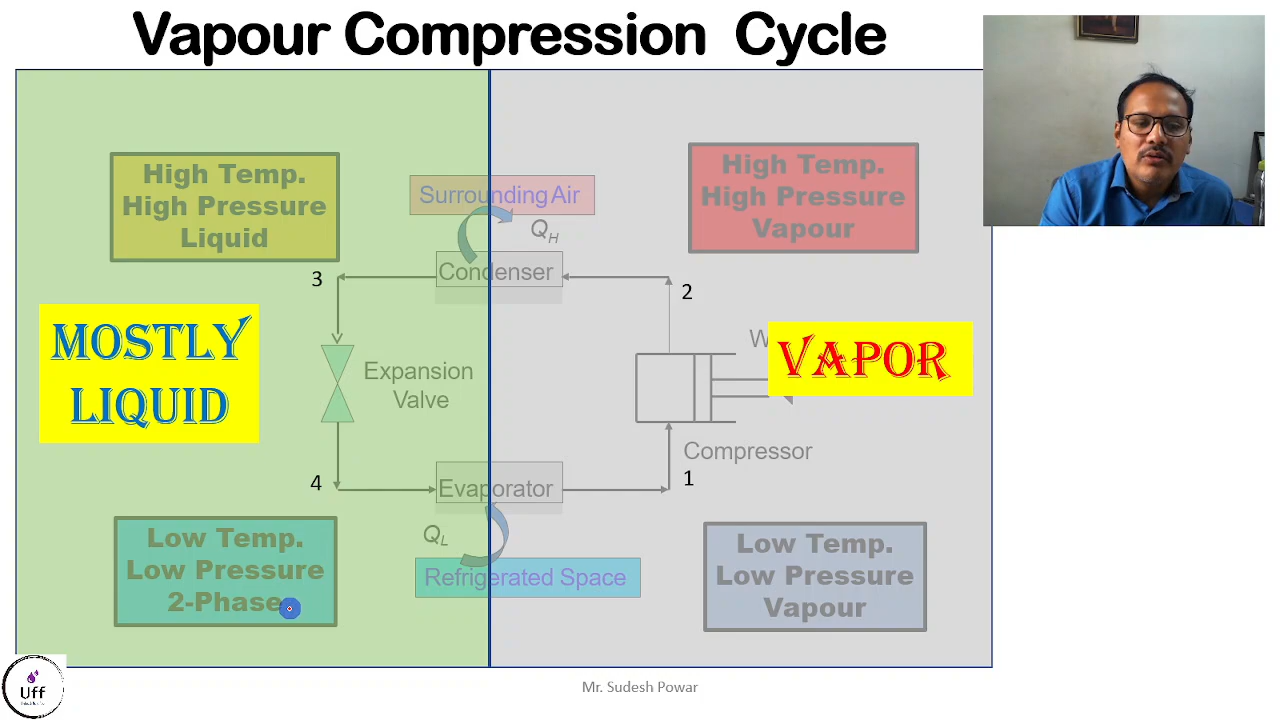 Vapour Compression Cycle
High Temp.
High Pressure
Liquid
Surrounding Air
High Temp.
High Pressure
Vapour
QH
Condenser
3
2
MOSTLY
LIQUID
Expansion
Valve
W
VAPOR
Compressor
4
Evaporator
1
QL
Low Temp.
Low Pressure
2-Phase
Refrigerated Space
Low Temp.
Low Pressure
Vapour
Uff
Mr. Sudesh Powar